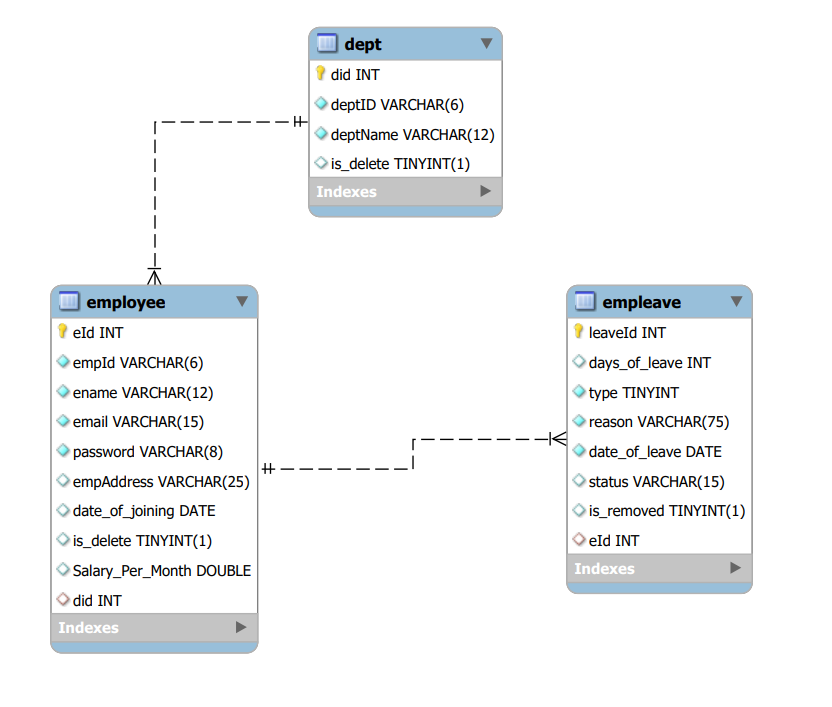 dept
did INT
deptID VARCHAR(6)
deptName VARCHAR(12)
is_delete TINYINT(1)
Indexes
employee
eId INT
empId VARCHAR(6)
ename VARCHAR(12)
email VARCHAR(15)
password VARCHAR(8)
empAddress VARCHAR(25)
date_of_joining DATE
is_delete TINYINT(1)
Salary_Per_Month DOUBLE
did INT
Indexes
empleave
leaveId INT
days_of_leave INT
type TINYINT
reason VARCHAR(75)
date_of_leave DATE
status VARCHAR(15)
is_removed TINYINT(1)
eId INT
Indexes